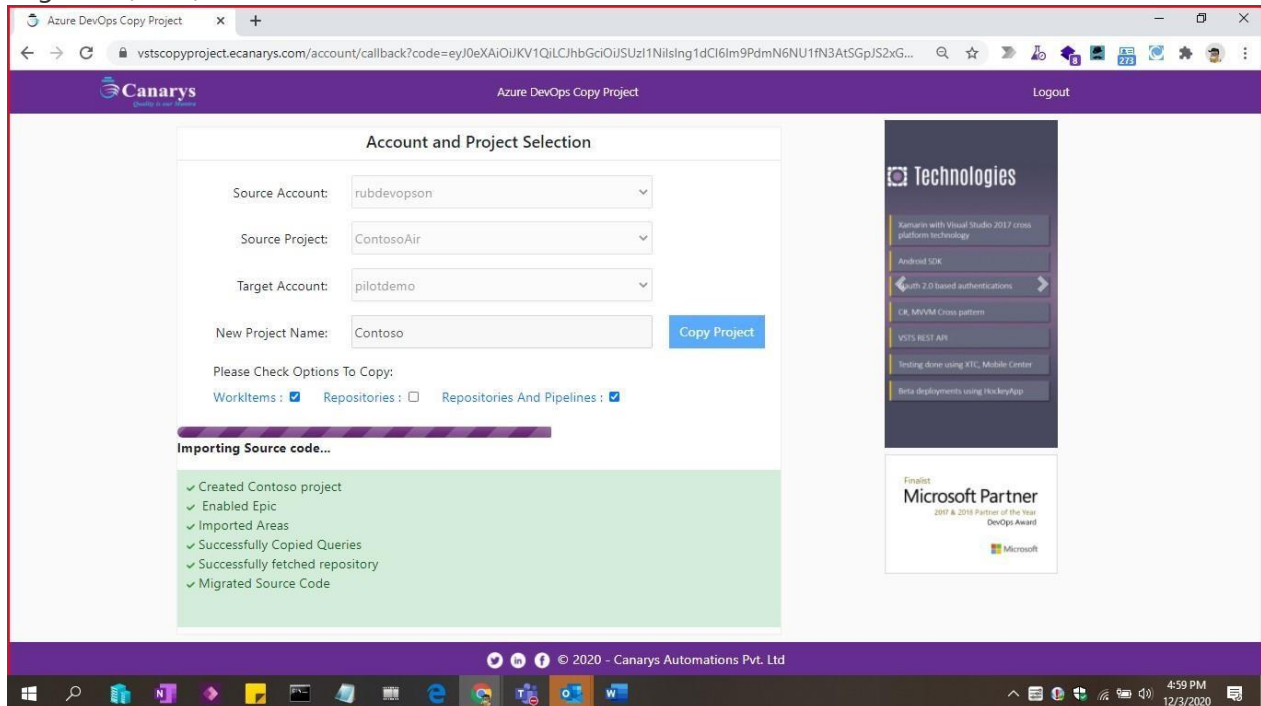 Azure DevOps Copy Project
vstscopyproject.ecanarys.com/account/callback?code=eyJ0eXAiOiJKV1QiLCJhbGciOiJSUzI1NiIsIng1dCI6Im9PdmN6NU1fN3AtSGpJS2xG...
8
273
Canarys
Quality is our Mantra
Azure DevOps Copy Project
Logout
Account and Project Selection
Source Account: rubdevopson
Source Project: ContosoAir
Target Account: pilotdemo
New Project Name: Contoso Copy Project
Please Check Options To Copy:
WorkItems : Repositories : Repositories And Pipelines :
Importing Source code...
Created Contoso project
Enabled Epic
Imported Areas
Successfully Copied Queries
Successfully fetched repository
Migrated Source Code
Technologies
Xamarin with Visual Studio 2017 cross
platform technology
Android SDK
auth 2.0 based authentications
C#, MVVM Cross pattern
VSTS REST API
Testing done using XTC, Mobile Center
Beta deployments using HockeyApp
Finalist
Microsoft Partner
2017 & 2018 Partner of the Year
DevOps Award
Microsoft
© 2020 - Canarys Automations Pvt. Ltd
4:59 PM
12/3/2020